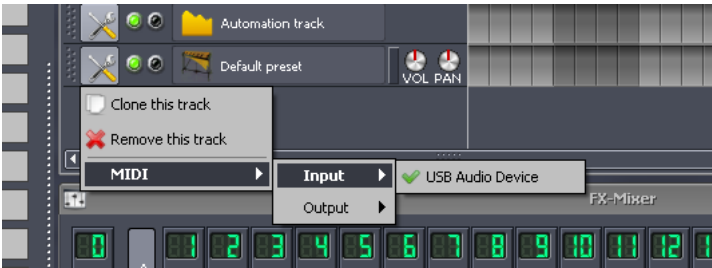 Automation track
Default preset
VOL PAN
Clone this track
Remove this track
MIDI
Input
USB Audio Device
Output
FX-Mixer
0 1 2 3 4 5 6 7 8 9 10 11 12